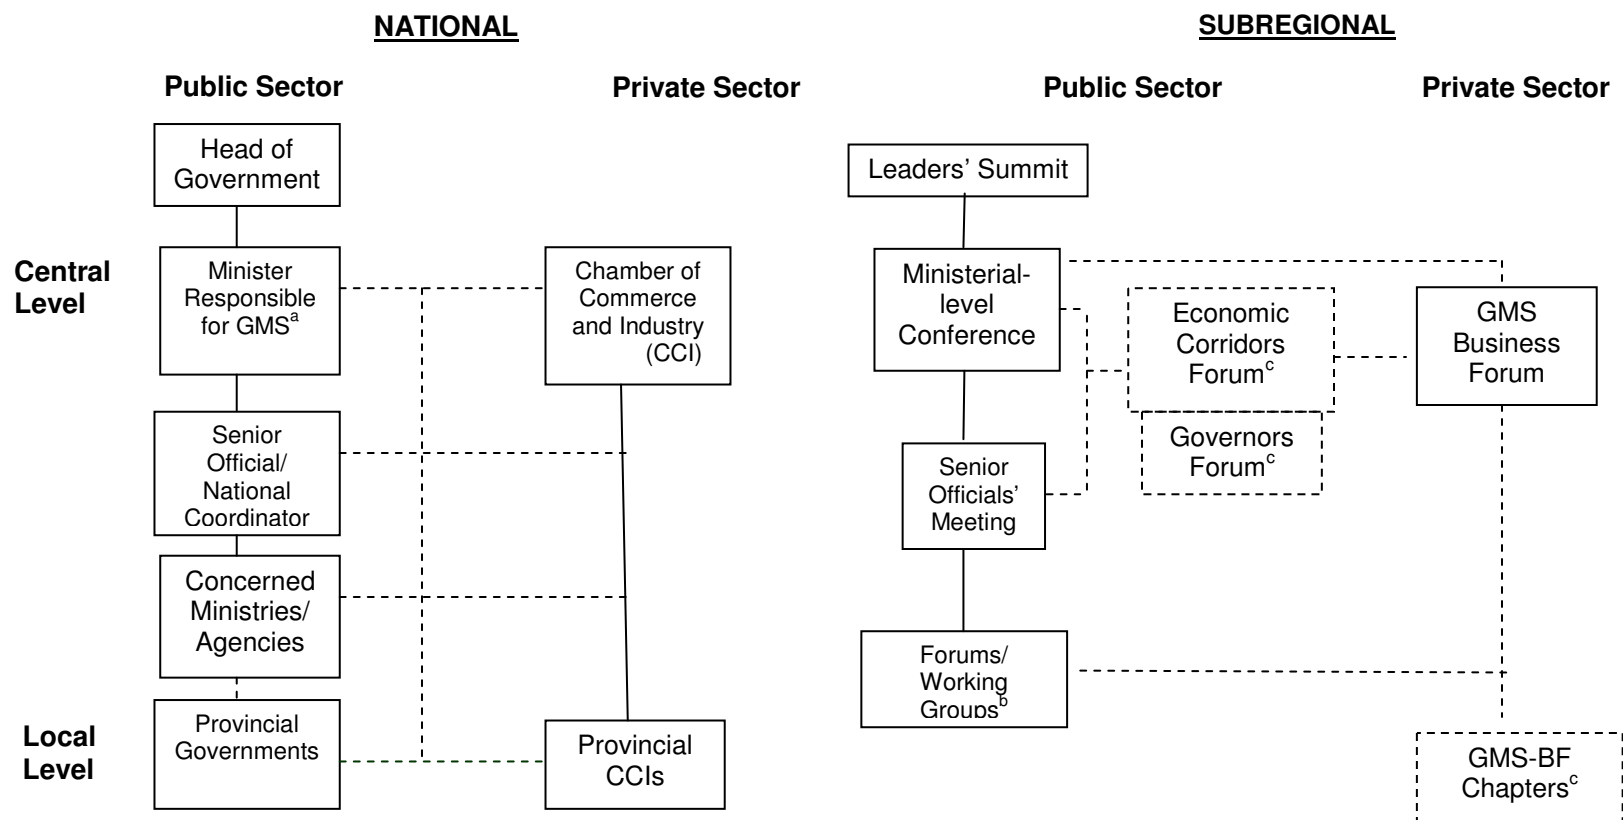 NATIONAL
SUBREGIONAL
Public Sector
Private Sector
Public Sector
Private Sector
Head of
Government
Leaders’ Summit
Central
Level
Minister
Responsible
for GMSa
Chamber of
Commerce
and Industry
(CCI)
Ministerial-
level
Conference
Economic
Corridors
Forumc
GMS
Business
Forum
Senior
Official/
National
Coordinator
Governors
Forumc
Senior
Officials’
Meeting
Concerned
Ministries/
Agencies
Forums/
Working
Groupsb
Local
Level
Provincial
Governments
Provincial
CCIs
GMS-BF
Chaptersc